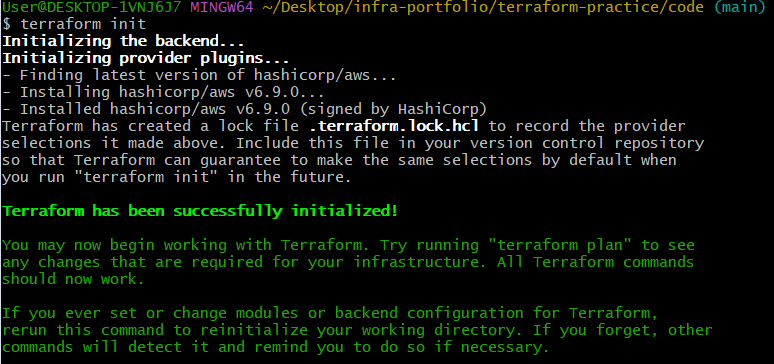 User@DESKTOP-1VNJ6J7 MINGW64 ~/Desktop/infra-portfolio/terraform-practice/code (main)
$ terraform init
Initializing the backend...
Initializing provider plugins...
- Finding latest version of hashicorp/aws...
- Installing hashicorp/aws v6.9.0...
- Installed hashicorp/aws v6.9.0 (signed by HashiCorp)
Terraform has created a lock file .terraform.lock.hcl to record the provider
selections it made above. Include this file in your version control repository
so that Terraform can guarantee to make the same selections by default when
you run "terraform init" in the future.
Terraform has been successfully initialized!
You may now begin working with Terraform. Try running "terraform plan" to see
any changes that are required for your infrastructure. All Terraform commands
should now work.
If you ever set or change modules or backend configuration for Terraform,
rerun this command to reinitialize your working directory. If you forget, other
commands will detect it and remind you to do so if necessary.